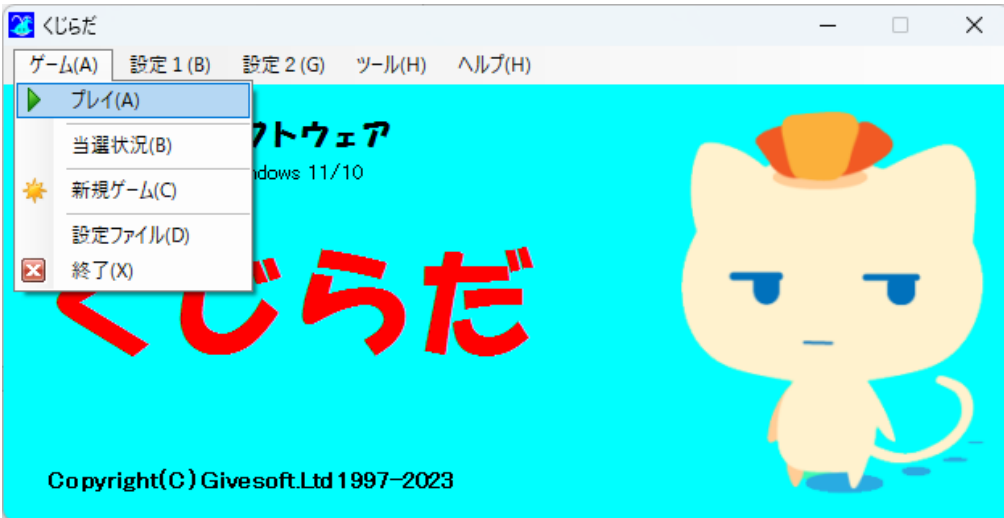 くじらだ
ゲーム(A) 設定１(B) 設定２(G) ツール(H) ヘルプ(H)
プレイ(A)
当選状況(B)
新規ゲーム(C)
設定ファイル(D)
終了(X)
フトウェア
ndows 11/10
くじらだ
Copyright(C) Givesoft.Ltd 1997-2023